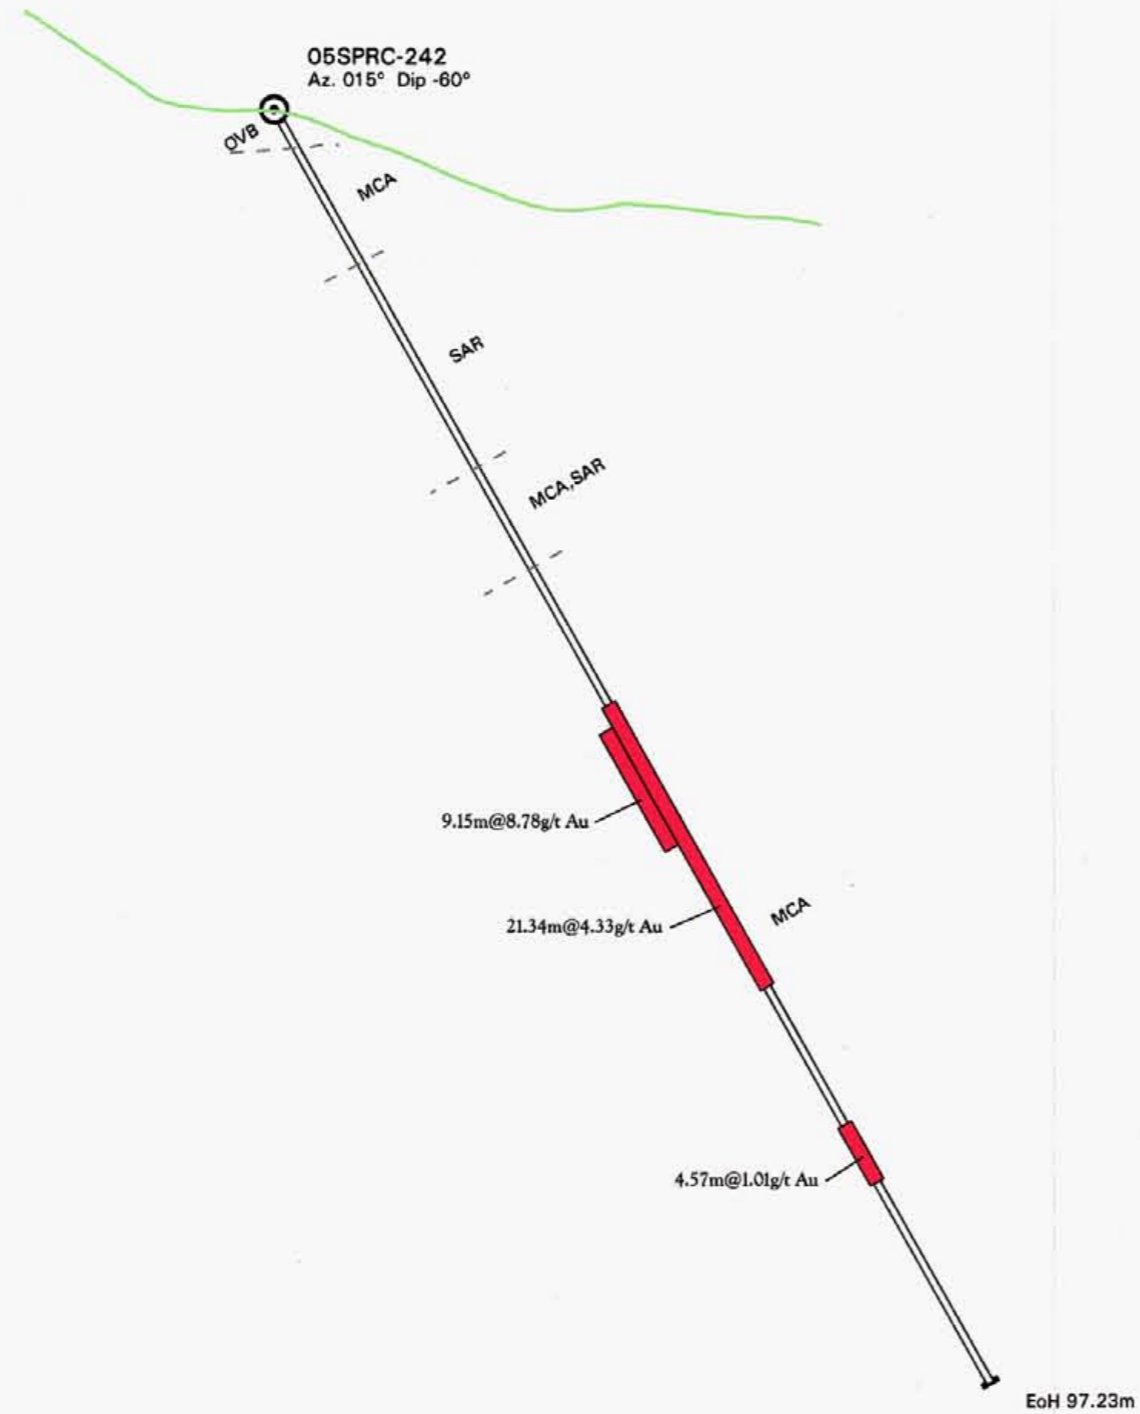 05SPRC-242
Az. 015° Dip -60°
OVB
MCA
SAR
MCA,SAR
9.15m@8.78g/t Au
21.34m@4.33g/t Au
MCA
4.57m@1.01g/t Au
EoH 97.23m